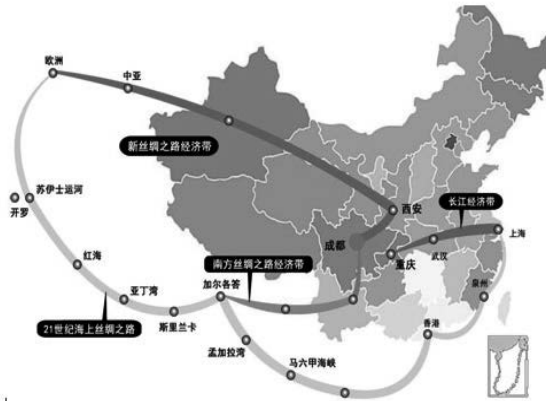 欧洲
中亚
新丝绸之路经济带
苏伊士运河
开罗
西安
长江经济带
成都
上海
武汉
重庆
红海
南方丝绸之路经济带
加尔各答
泉州
亚丁湾
斯里兰卡
21世纪海上丝绸之路
香港
孟加拉湾
马六甲海峡